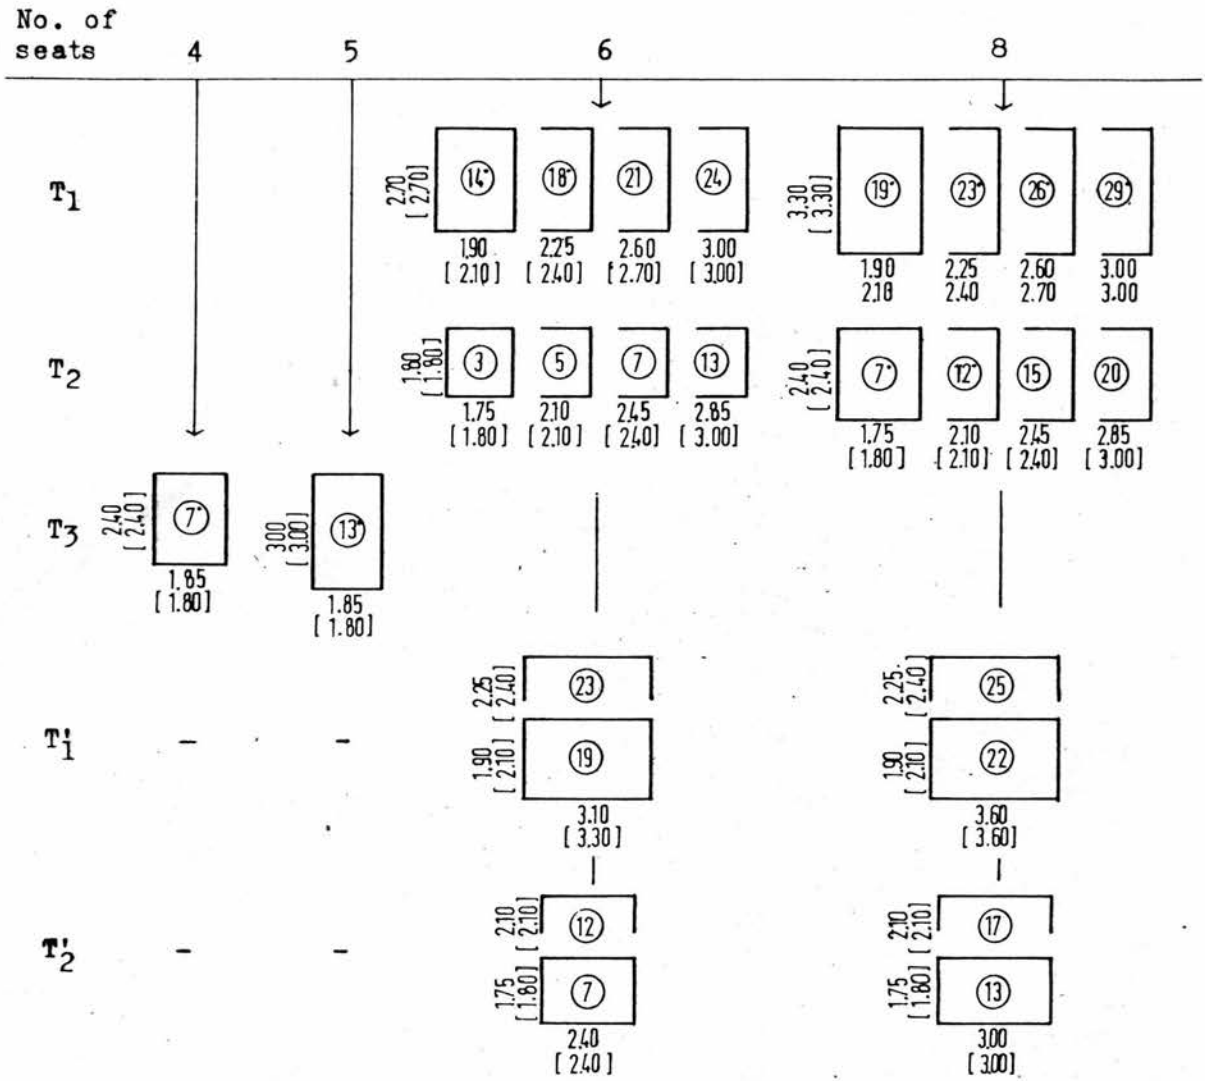 No. of
seats 4 5 6 8
T1
2.70
[2.70]
14• 18• 21 24
1.90 2.25 2.60 3.00
[2.10] [2.40] [2.70] [3.00]
3.30
[3.30]
19• 23• 26• 29•
1.90 2.25 2.60 3.00
2.10 2.40 2.70 3.00
T2
1.80
[1.80]
3 5 7 13
1.75 2.10 2.45 2.85
[1.80] [2.10] [2.40] [3.00]
2.40
[2.40]
7• 12• 15 20
1.75 2.10 2.45 2.85
[1.80] [2.10] [2.40] [3.00]
T3
2.40
[2.40]
7•
1.85
[1.80]
3.00
[3.00]
13•
1.85
[1.80]
T'1 - -
2.25
[2.40]
23
1.90
[2.10]
19
3.10
[3.30]
2.25
[2.40]
25
1.90
[2.10]
22
3.60
[3.60]
T'2 - -
2.10
[2.10]
12
1.75
[1.80]
7
2.40
[2.40]
2.10
[2.10]
17
1.75
[1.80]
13
3.00
[3.00]